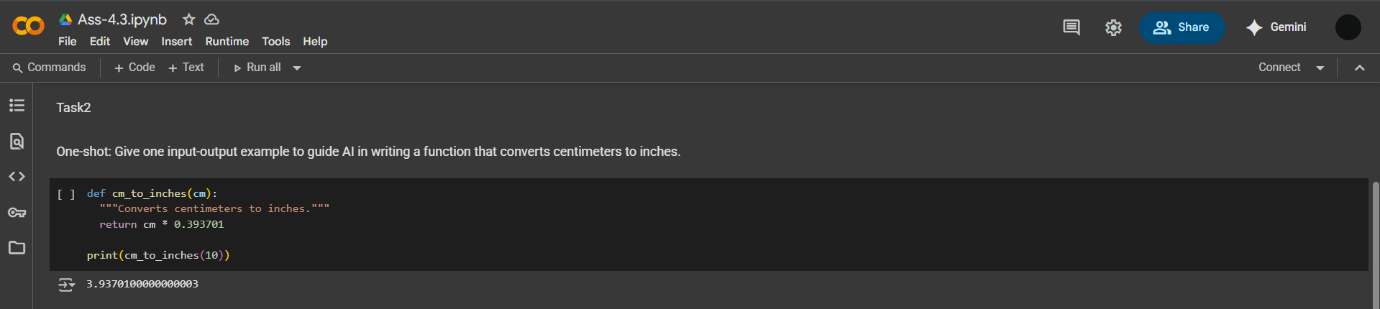 Ass-4.3.ipynb
File Edit View Insert Runtime Tools Help
Share
Gemini
Commands + Code + Text Run all
Connect
Task2
One-shot: Give one input-output example to guide AI in writing a function that converts centimeters to inches.
[ ] def cm_to_inches(cm):
"""Converts centimeters to inches."""
return cm * 0.393701
print(cm_to_inches(10))
3.9370100000000003